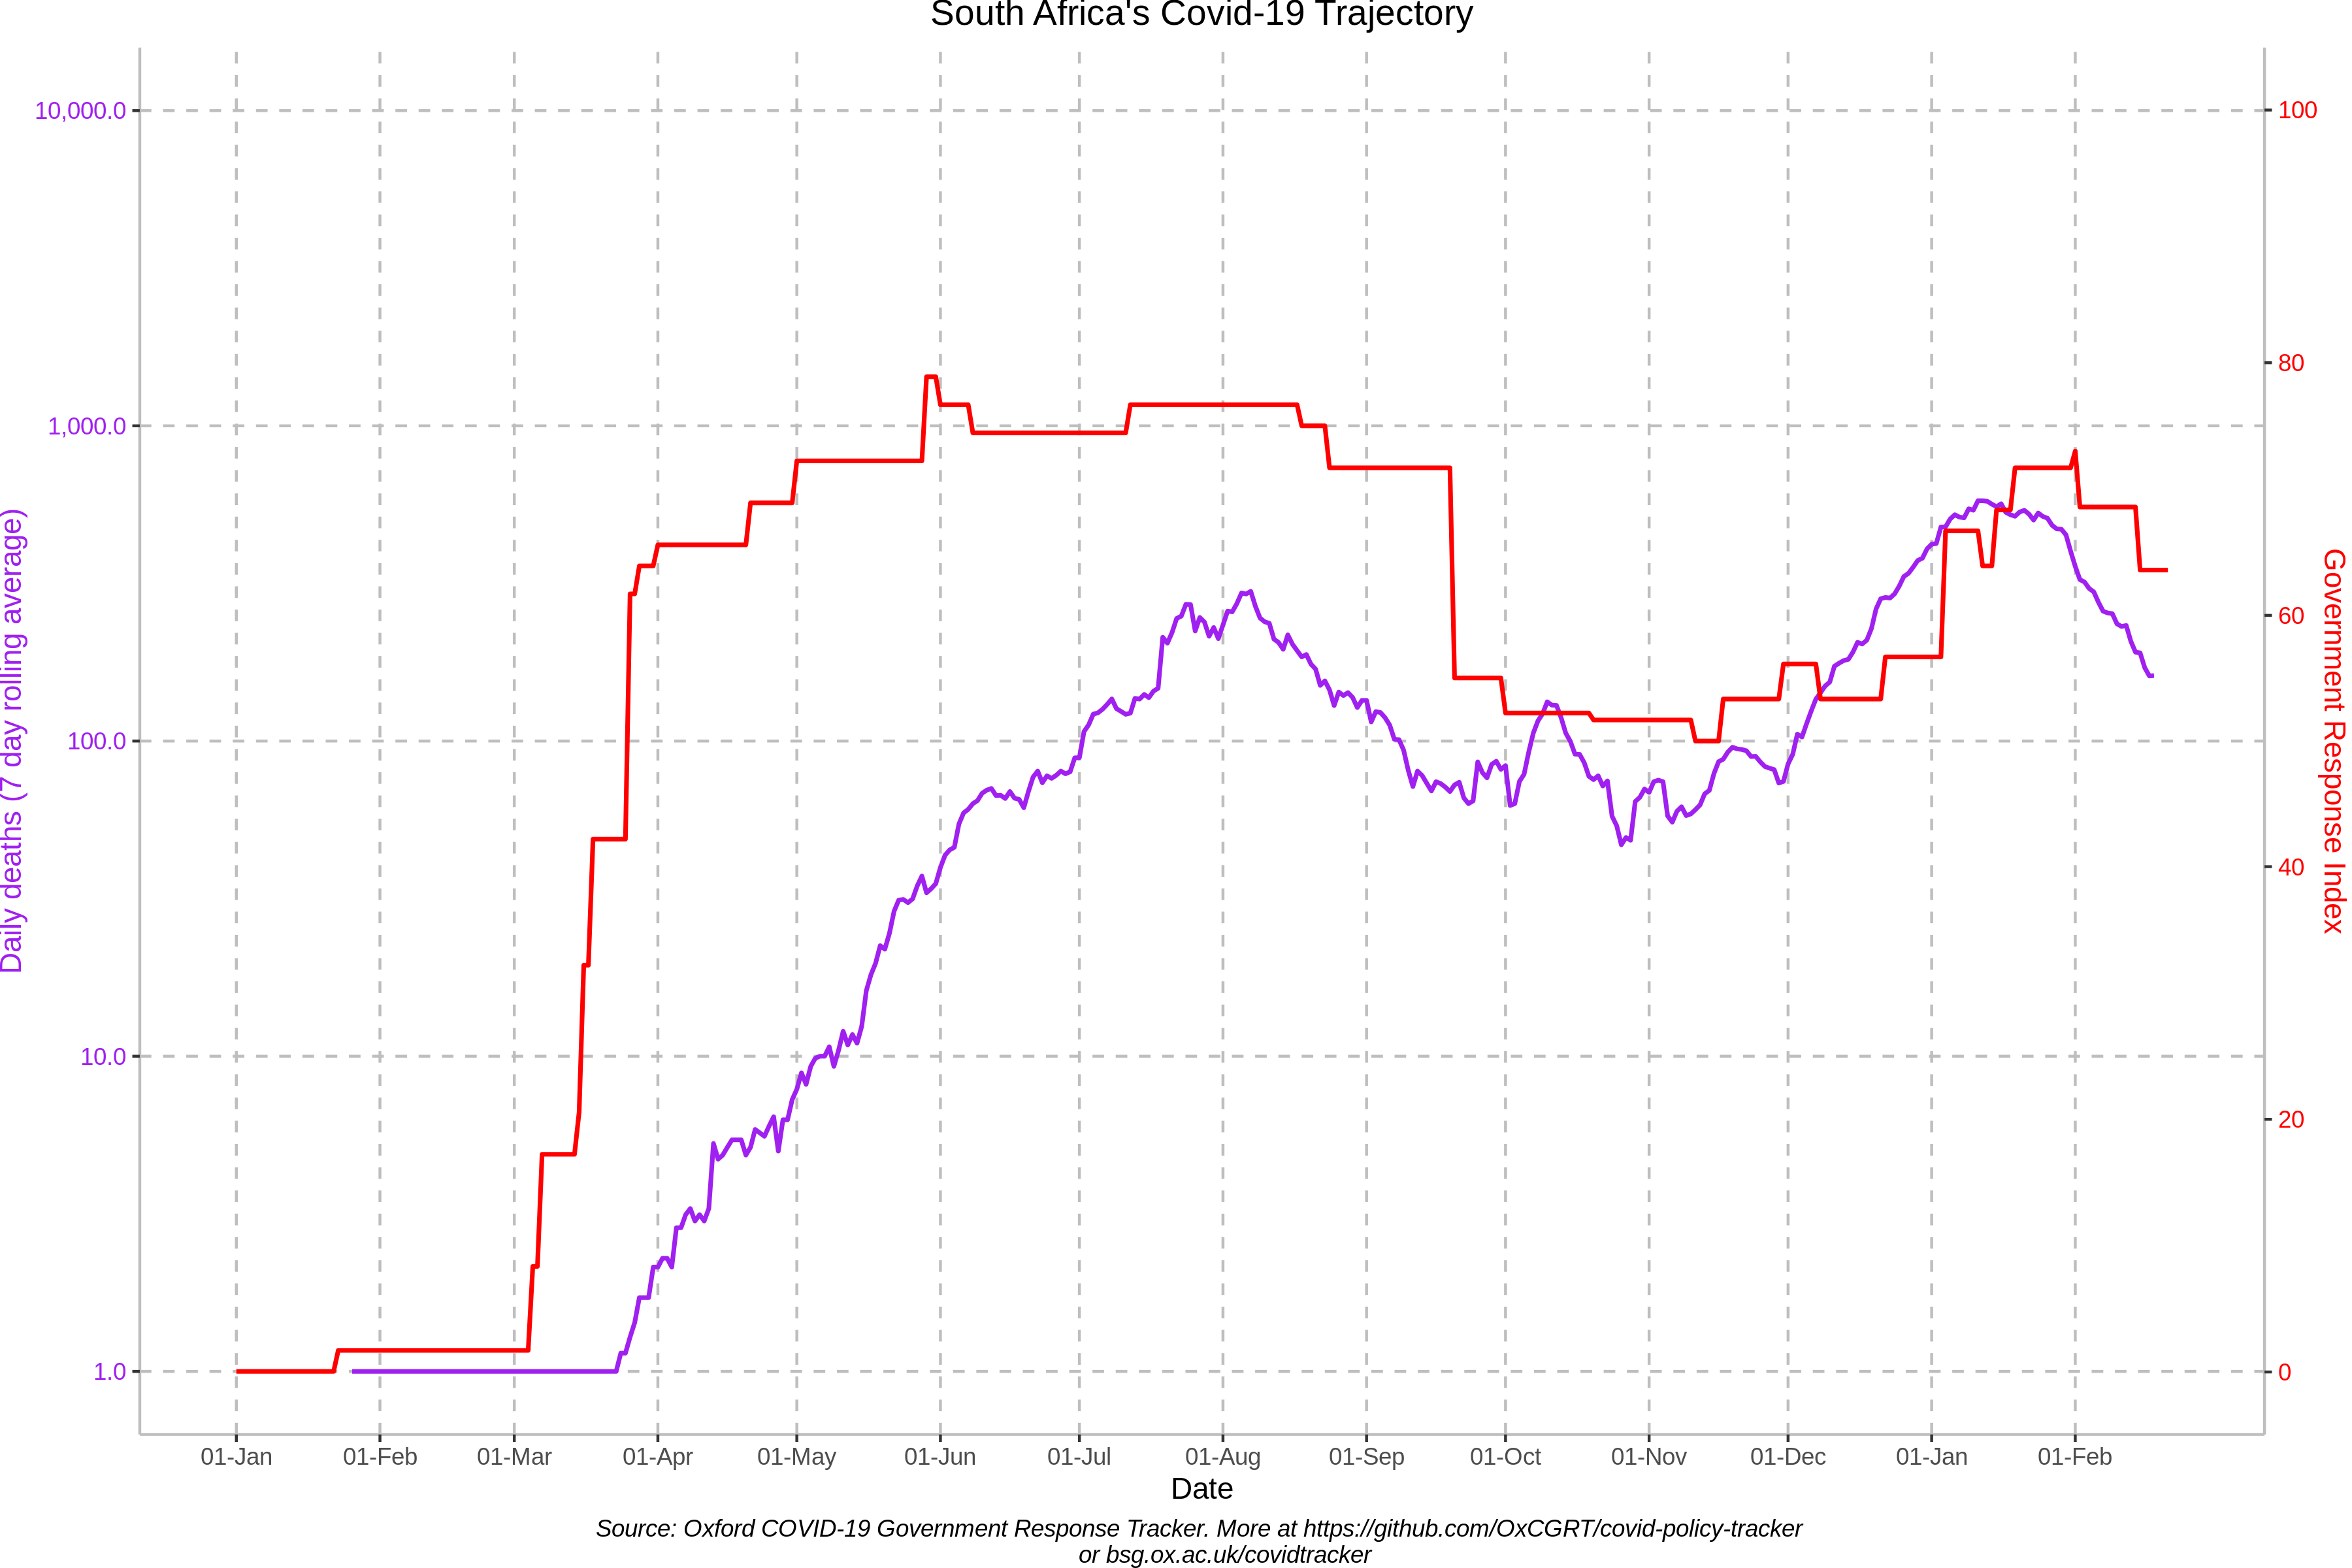 South Africa's Covid-19 Trajectory
10,000.0
1,000.0
100.0
10.0
1.0
Daily deaths (7 day rolling average)
100
80
60
40
20
0
Government Response Index
01-Jan 01-Feb 01-Mar 01-Apr 01-May 01-Jun 01-Jul 01-Aug 01-Sep 01-Oct 01-Nov 01-Dec 01-Jan 01-Feb
Date
Source: Oxford COVID-19 Government Response Tracker. More at https://github.com/OxCGRT/covid-policy-tracker
or bsg.ox.ac.uk/covidtracker